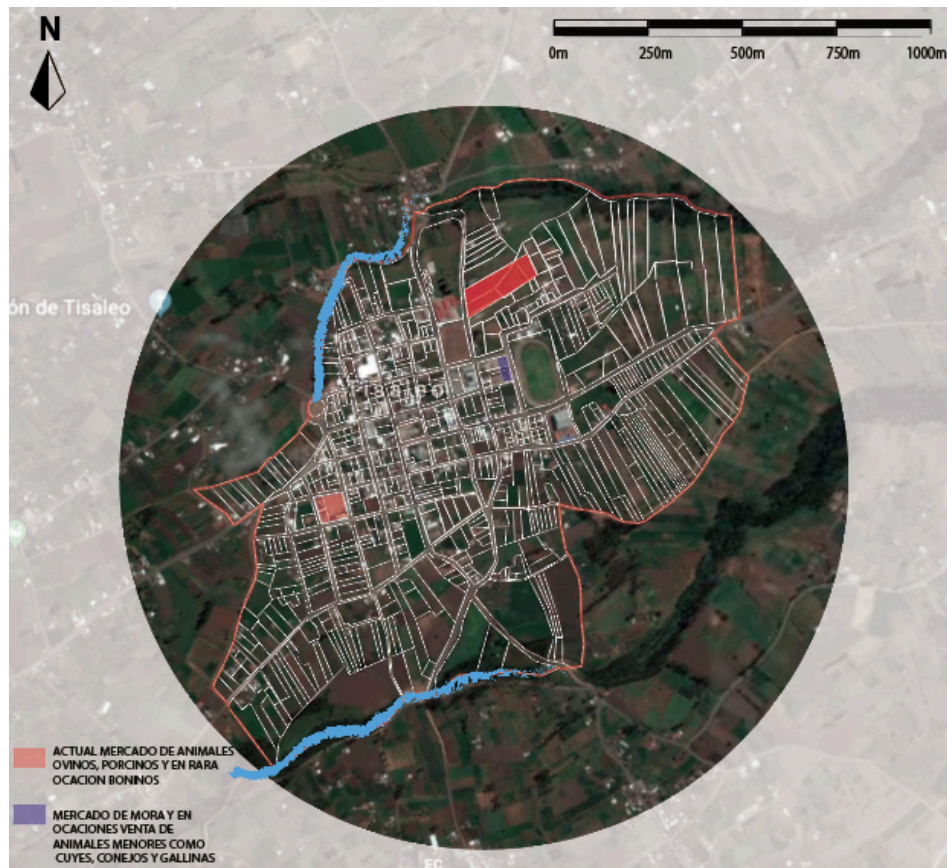 N
0m 250m 500m 750m 1000m
ón de Tisaleo
ACTUAL MERCADO DE ANIMALES
OVINOS, PORCINOS Y EN RARA
OCACION BONINOS
MERCADO DE MORA Y EN
OCACIONES VENTA DE
ANIMALES MENORES COMO
CUYES, CONEJOS Y GALLINAS
EC